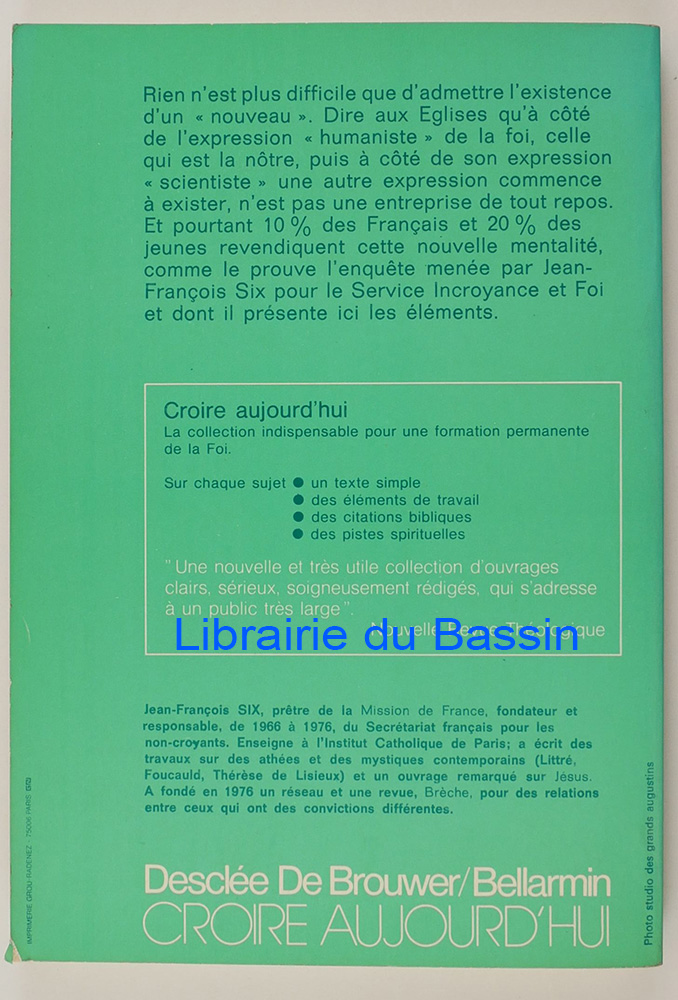 Rien n'est plus difficile que d'admettre l'existence
d'un « nouveau ». Dire aux Eglises qu'à côté
de l'expression « humaniste » de la foi, celle
qui est la nôtre, puis à côté de son expression
« scientiste » une autre expression commence
à exister, n'est pas une entreprise de tout repos.
Et pourtant 10 % des Français et 20 % des
jeunes revendiquent cette nouvelle mentalité,
comme le prouve l'enquête menée par Jean-
François Six pour le Service Incroyance et Foi
et dont il présente ici les éléments.
Croire aujourd'hui
La collection indispensable pour une formation permanente
de la Foi.
Sur chaque sujet ● un texte simple
● des éléments de travail
● des citations bibliques
● des pistes spirituelles
"Une nouvelle et très utile collection d'ouvrages
clairs, sérieux, soigneusement rédigés, qui s'adresse
à un public très large".
Nouvelle Revue Théologique
Librairie du Bassin
Jean-François SIX, prêtre de la Mission de France, fondateur et
responsable, de 1966 à 1976, du Secrétariat français pour les
non-croyants. Enseigne à l'Institut Catholique de Paris; a écrit des
travaux sur des athées et des mystiques contemporains (Littré,
Foucauld, Thérèse de Lisieux) et un ouvrage remarqué sur Jésus.
A fondé en 1976 un réseau et une revue, Brèche, pour des relations
entre ceux qui ont des convictions différentes.
Desclée De Brouwer/Bellarmin
CROIRE AUJOURD'HUI
IMPRIMERIE GROU-RADENEZ - 75006 PARIS
Photo studio des grands augustins